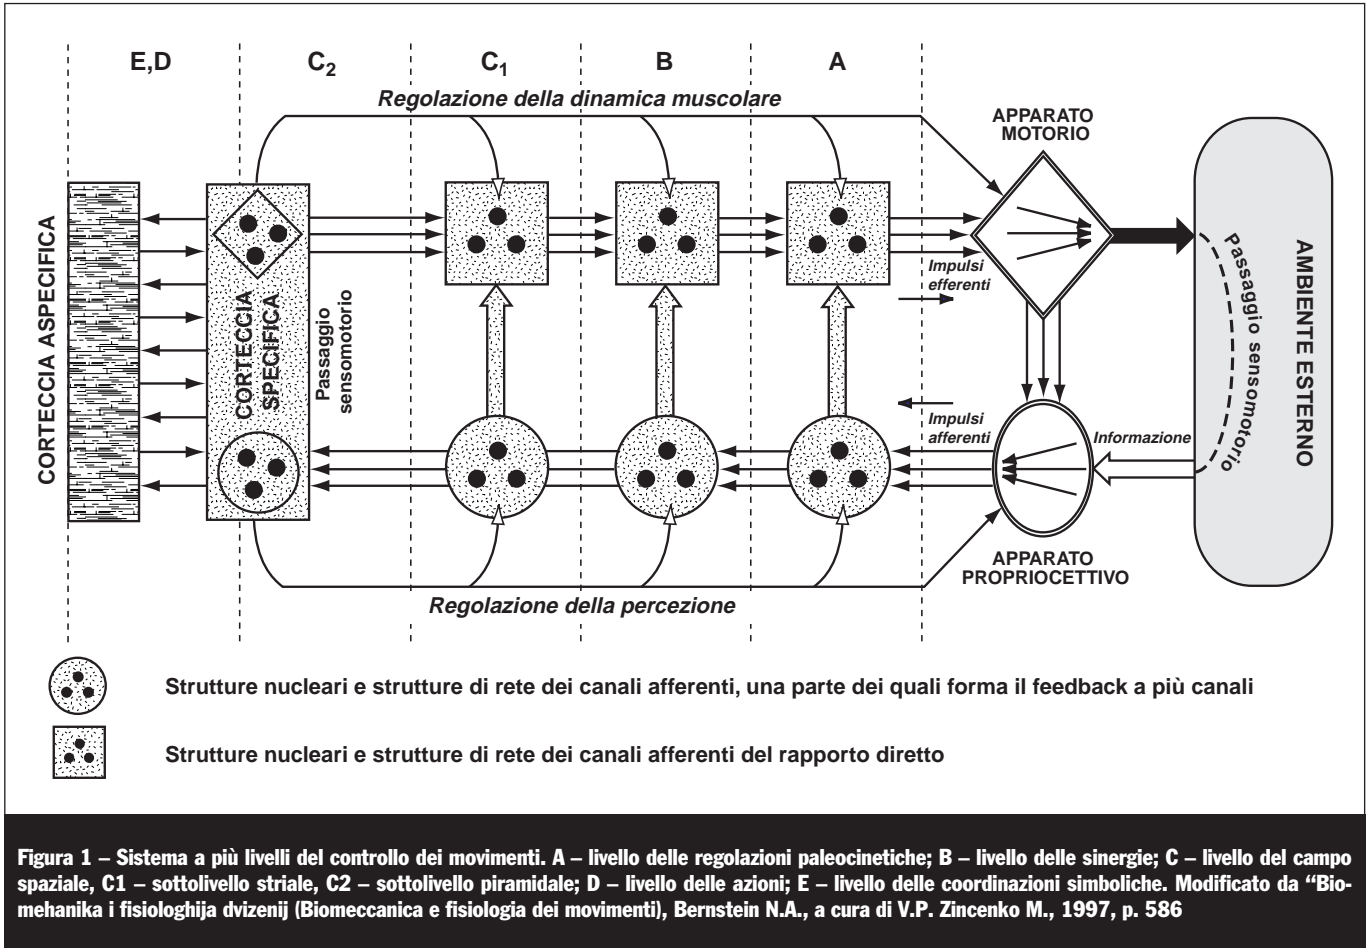 E,D
C2
C1
B
A
Regolazione della dinamica muscolare
APPARATO
MOTORIO
CORTECCIA ASPECIFICA
CORTECCIA
SPECIFICA
Passaggio
sensomotorio
Impulsi
efferenti
Passaggio sensomotorio
AMBIENTE ESTERNO
Impulsi
afferenti
Informazione
APPARATO
PROPRIOCETTIVO
Regolazione della percezione
Strutture nucleari e strutture di rete dei canali afferenti, una parte dei quali forma il feedback a più canali
Strutture nucleari e strutture di rete dei canali afferenti del rapporto diretto
Figura 1 – Sistema a più livelli del controllo dei movimenti. A – livello delle regolazioni paleocinetiche; B – livello delle sinergie; C – livello del campo
spaziale, C1 – sottolivello striale, C2 – sottolivello piramidale; D – livello delle azioni; E – livello delle coordinazioni simboliche. Modificato da “Bio-
mehanika i fisiologhija dvizenij (Biomeccanica e fisiologia dei movimenti), Bernstein N.A., a cura di V.P. Zincenko M., 1997, p. 586